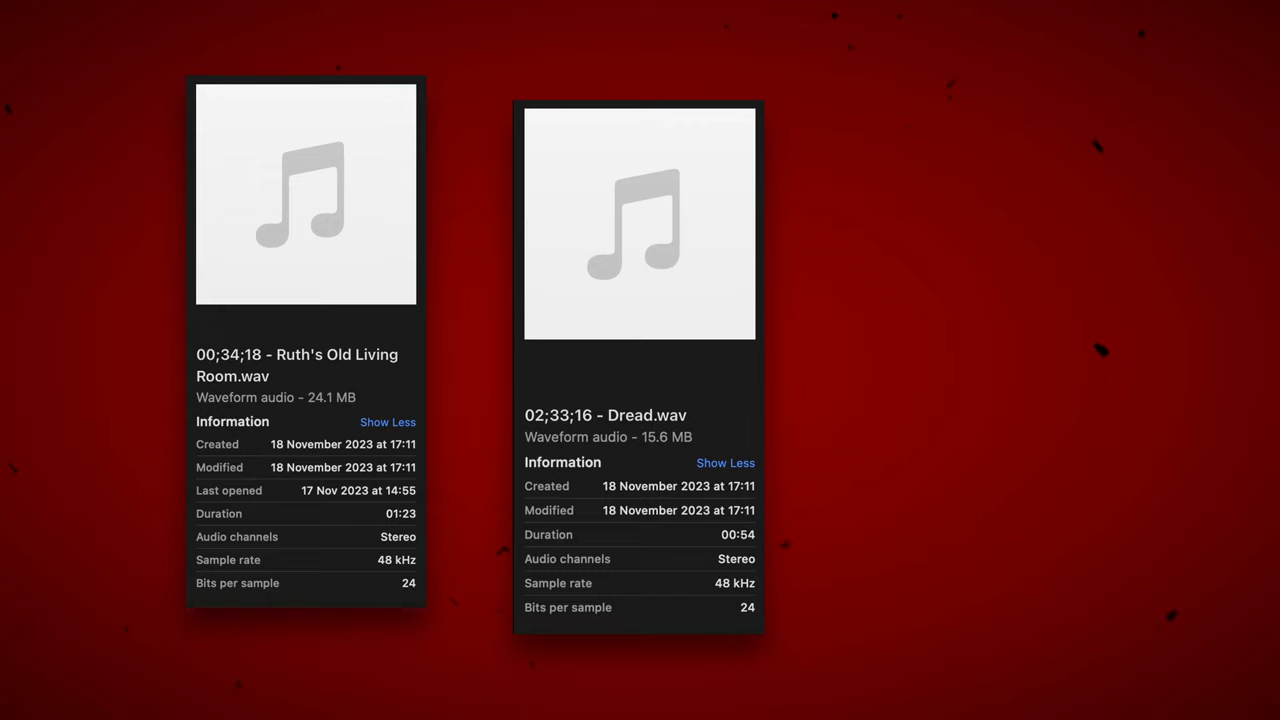 00;34;18 - Ruth's Old Living
Room.wav
Waveform audio - 24.1 MB
Information Show Less
Created 18 November 2023 at 17:11
Modified 18 November 2023 at 17:11
Last opened 17 Nov 2023 at 14:55
Duration 01:23
Audio channels Stereo
Sample rate 48 kHz
Bits per sample 24
02;33;16 - Dread.wav
Waveform audio - 15.6 MB
Information Show Less
Created 18 November 2023 at 17:11
Modified 18 November 2023 at 17:11
Duration 00:54
Audio channels Stereo
Sample rate 48 kHz
Bits per sample 24